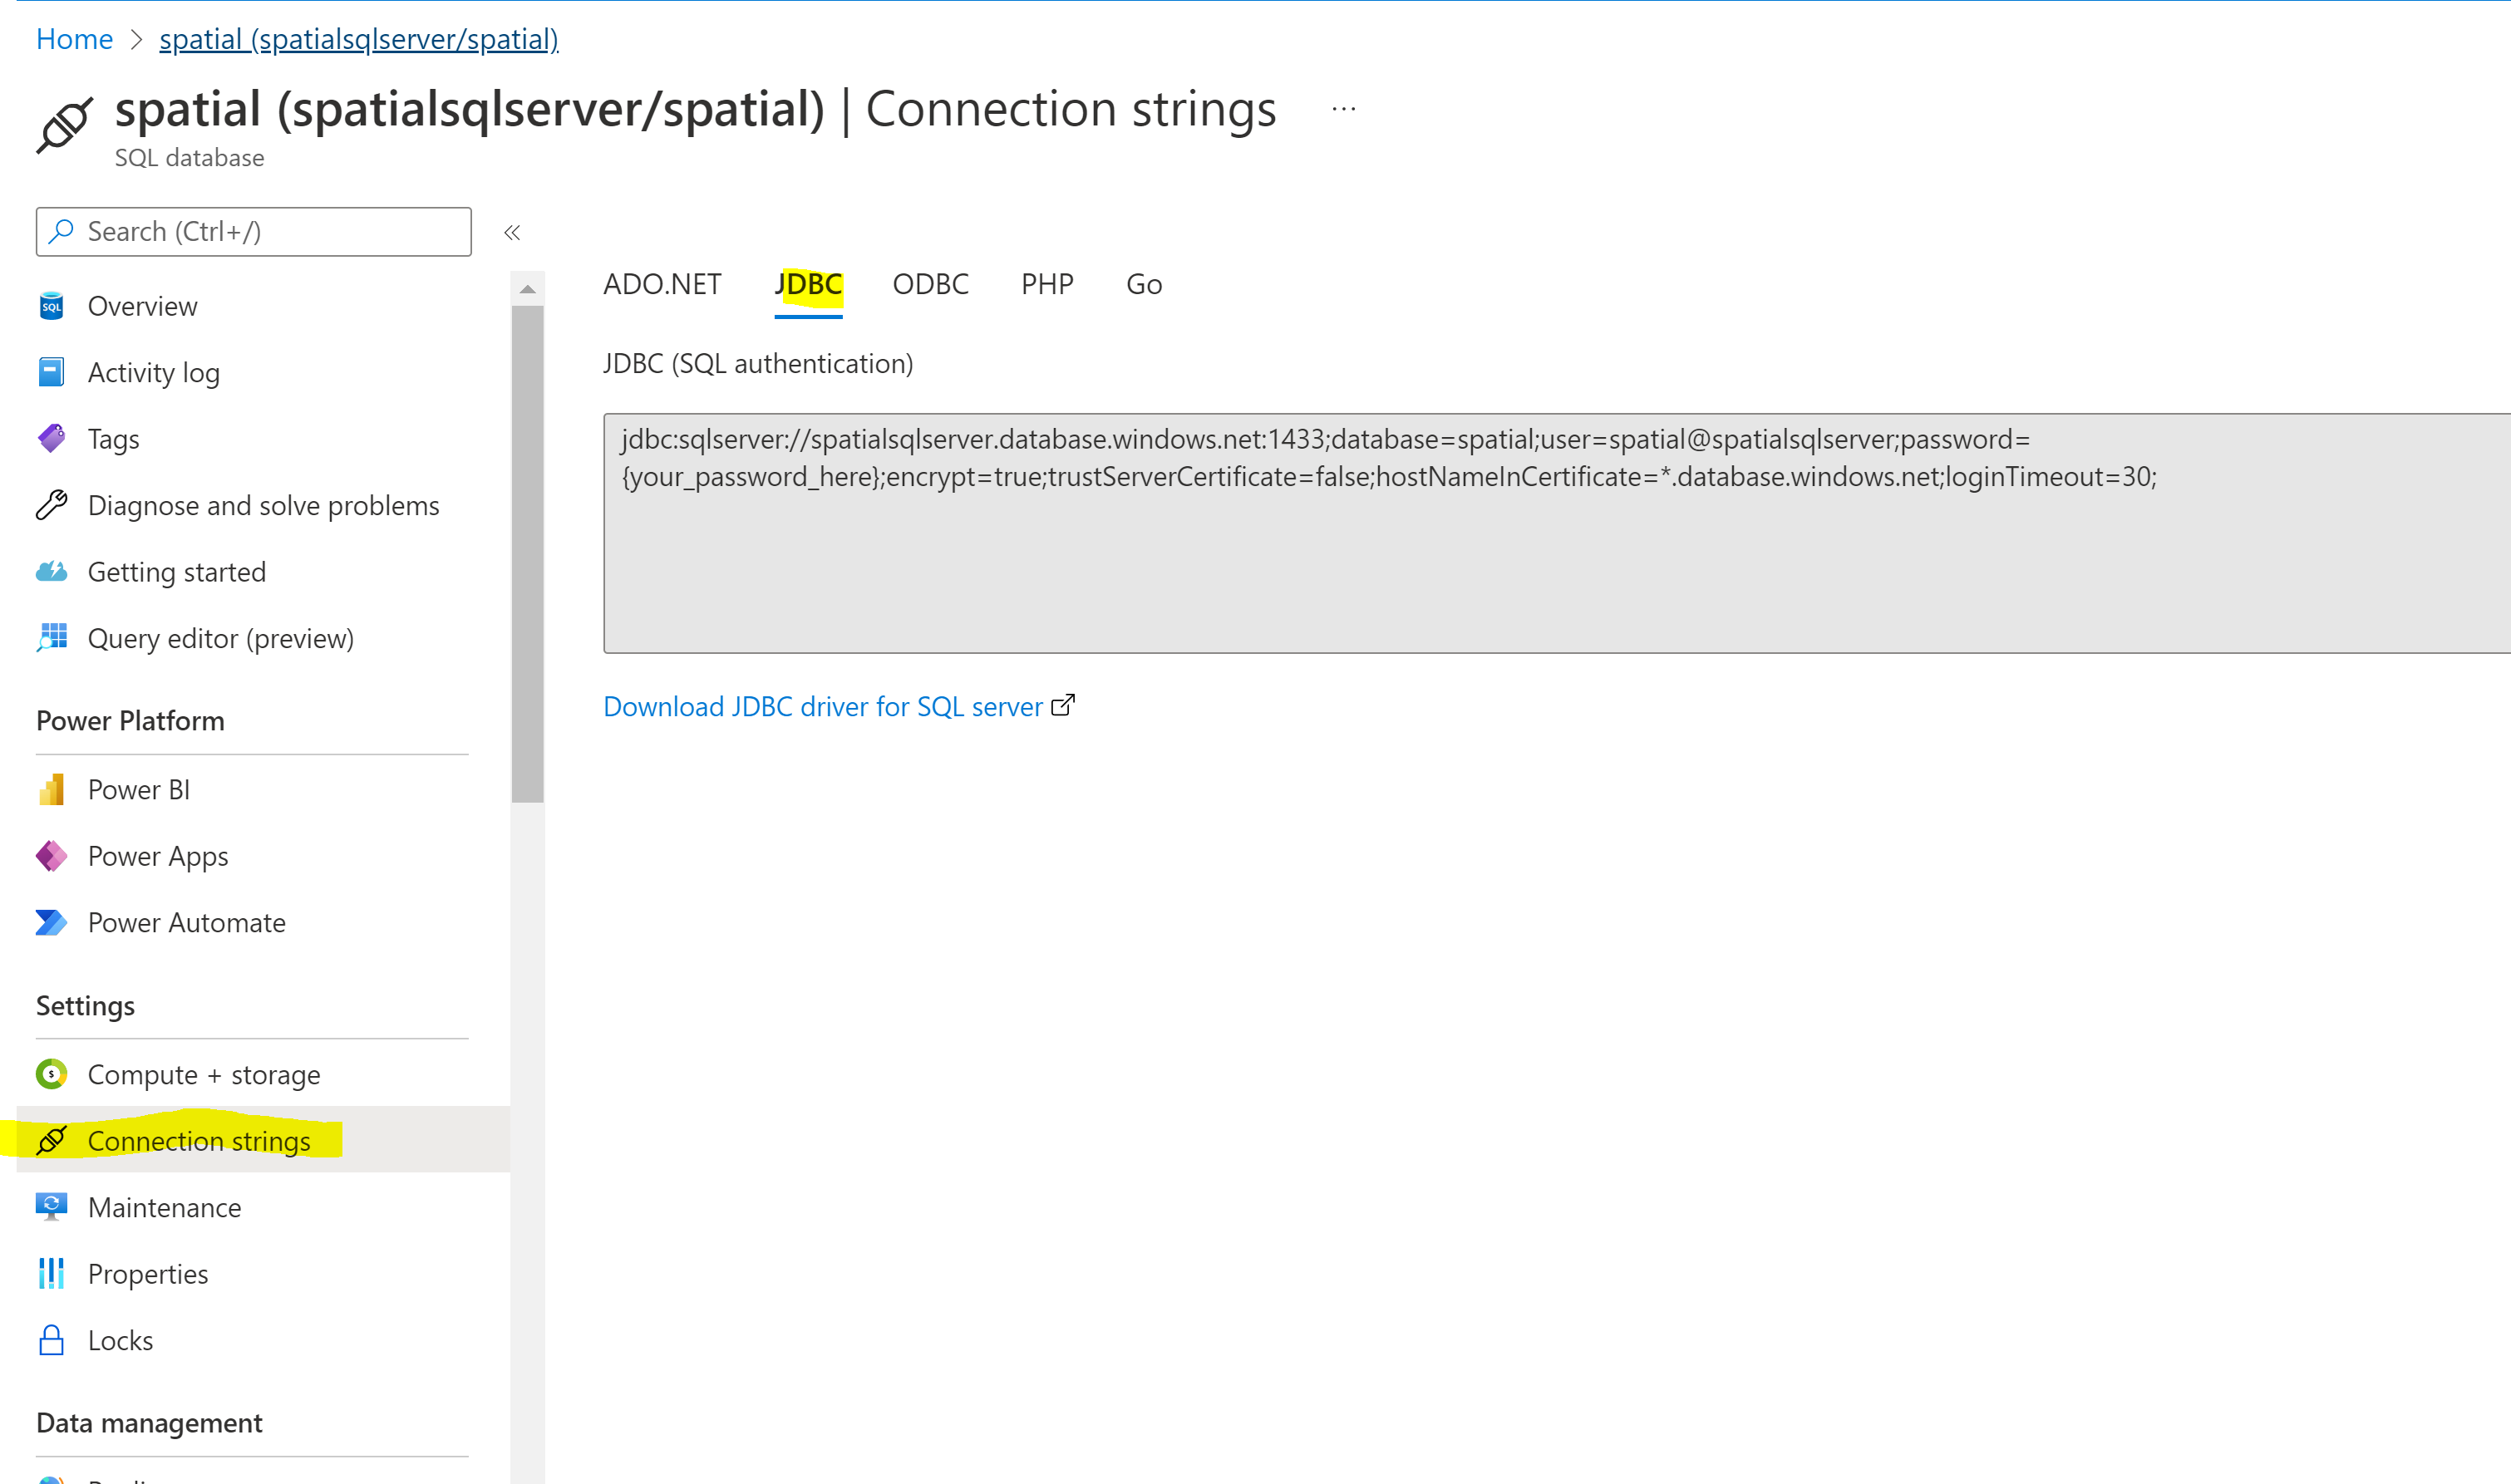 Home > spatial (spatialsqlserver/spatial)
spatial (spatialsqlserver/spatial) | Connection strings ...
SQL database
Search (Ctrl+/)
«
Overview
Activity log
Tags
Diagnose and solve problems
Getting started
Query editor (preview)
Power Platform
Power BI
Power Apps
Power Automate
Settings
Compute + storage
Connection strings
Maintenance
Properties
Locks
Data management
ADO.NET JDBC ODBC PHP Go
JDBC (SQL authentication)
jdbc:sqlserver://spatialsqlserver.database.windows.net:1433;database=spatial;user=spatial@spatialsqlserver;password=
{your_password_here};encrypt=true;trustServerCertificate=false;hostNameInCertificate=*.database.windows.net;loginTimeout=30;
Download JDBC driver for SQL server